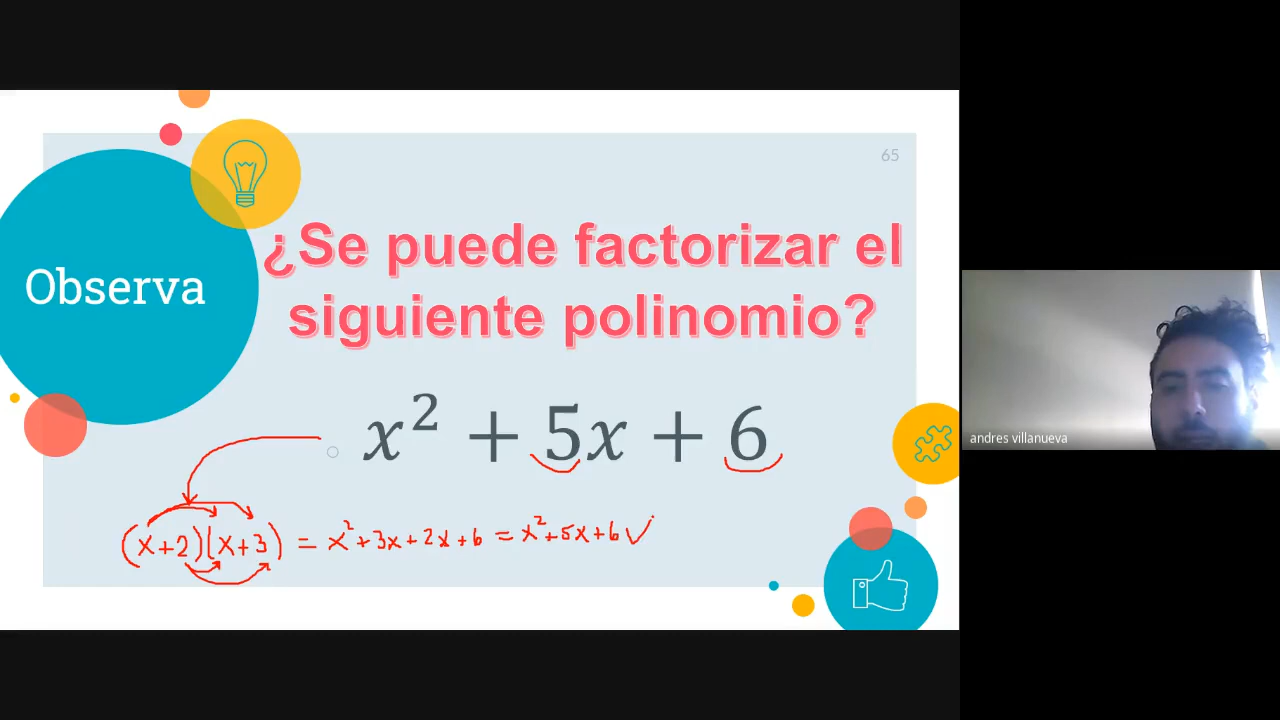 65
Observa
¿Se puede factorizar el
siguiente polinomio?
x² + 5x + 6
(x+2)(x+3) = x²+3x+2x+6 = x²+5x+6 ✓
andres villanueva